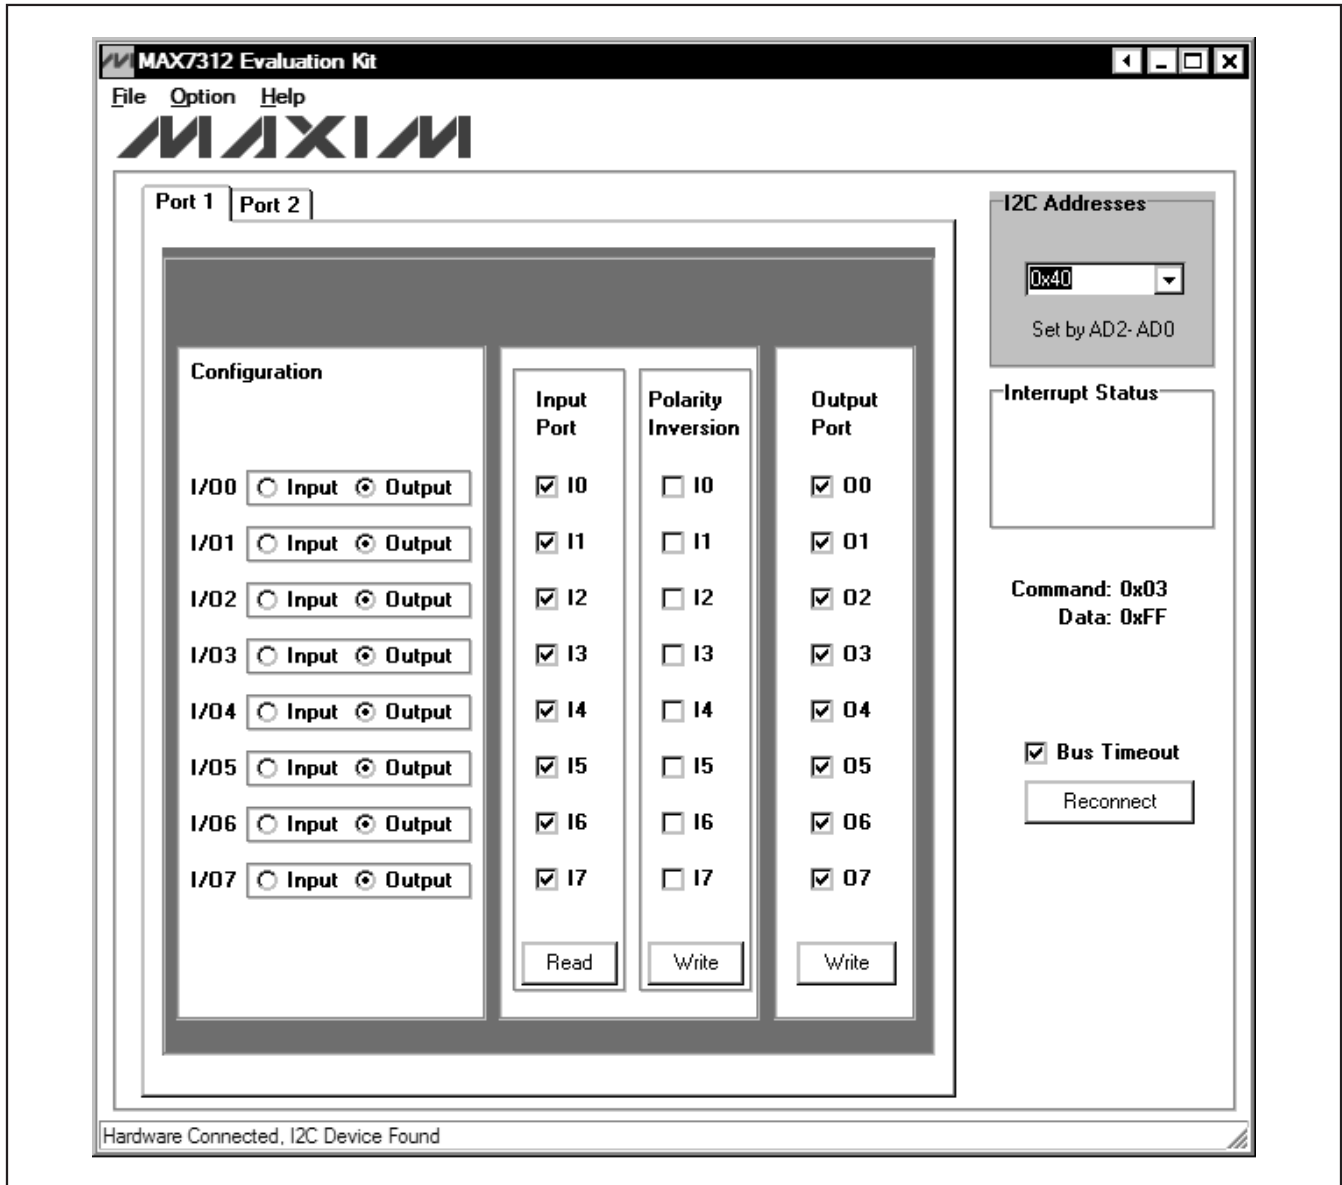 MAX7312 Evaluation Kit
File Option Help
MAXIM
Port 1 Port 2
I2C Addresses
0x40
Set by AD2- AD0
Interrupt Status
Configuration
Input Port
Polarity Inversion
Output Port
I/O0 Input Output I0 I0 O0
I/O1 Input Output I1 I1 O1
I/O2 Input Output I2 I2 O2
I/O3 Input Output I3 I3 O3
I/O4 Input Output I4 I4 O4
I/O5 Input Output I5 I5 O5
I/O6 Input Output I6 I6 O6
I/O7 Input Output I7 I7 O7
Read Write Write
Command: 0x03
Data: 0xFF
Bus Timeout
Reconnect
Hardware Connected, I2C Device Found